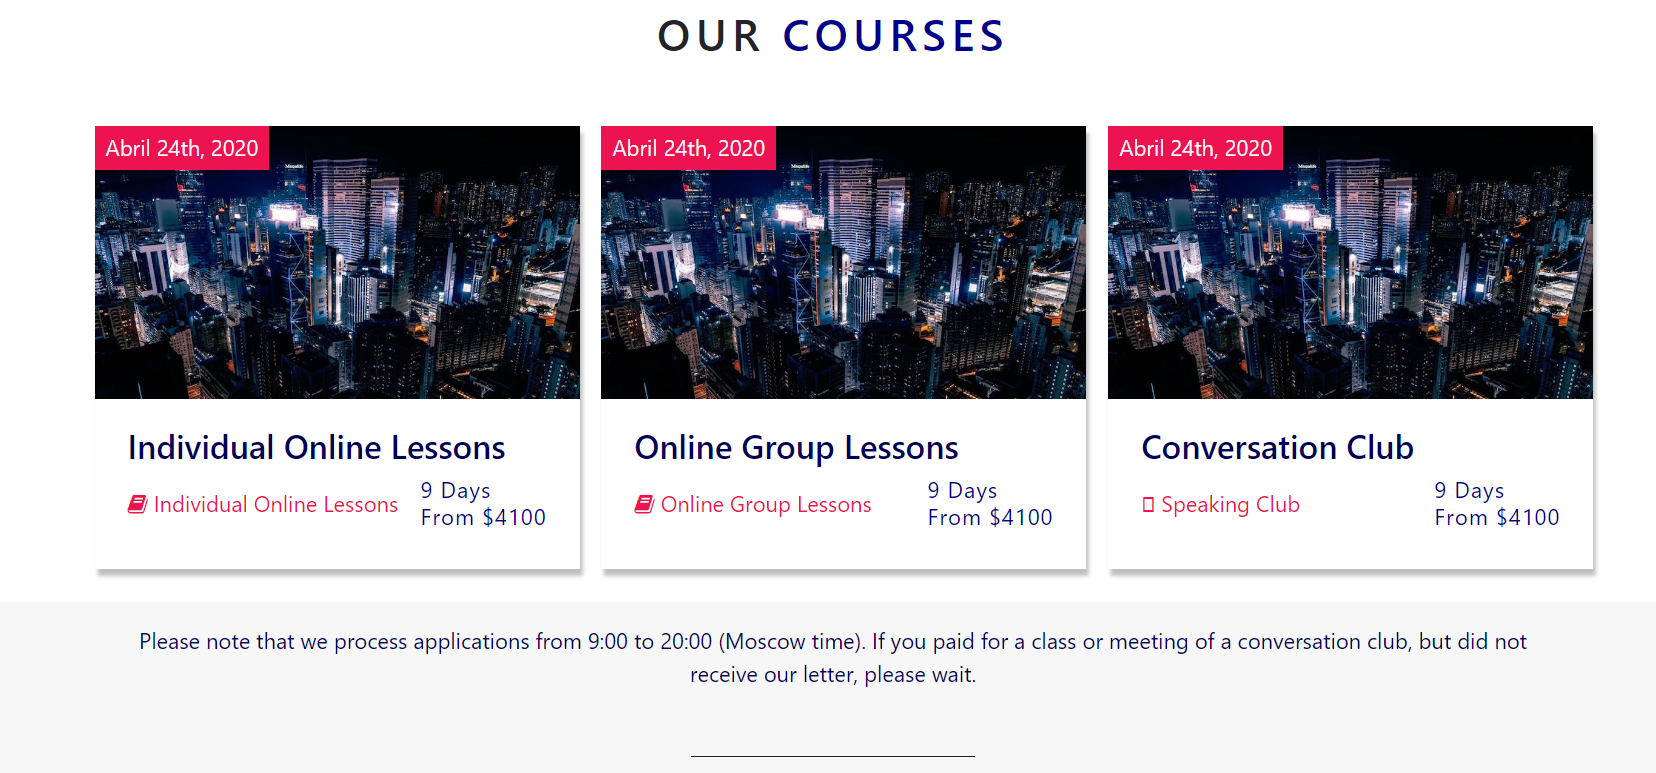 OUR COURSES
Abril 24th, 2020
Abril 24th, 2020
Abril 24th, 2020
Individual Online Lessons
Individual Online Lessons
9 Days
From $4100
Online Group Lessons
Online Group Lessons
9 Days
From $4100
Conversation Club
Speaking Club
9 Days
From $4100
Please note that we process applications from 9:00 to 20:00 (Moscow time). If you paid for a class or meeting of a conversation club, but did not
receive our letter, please wait.